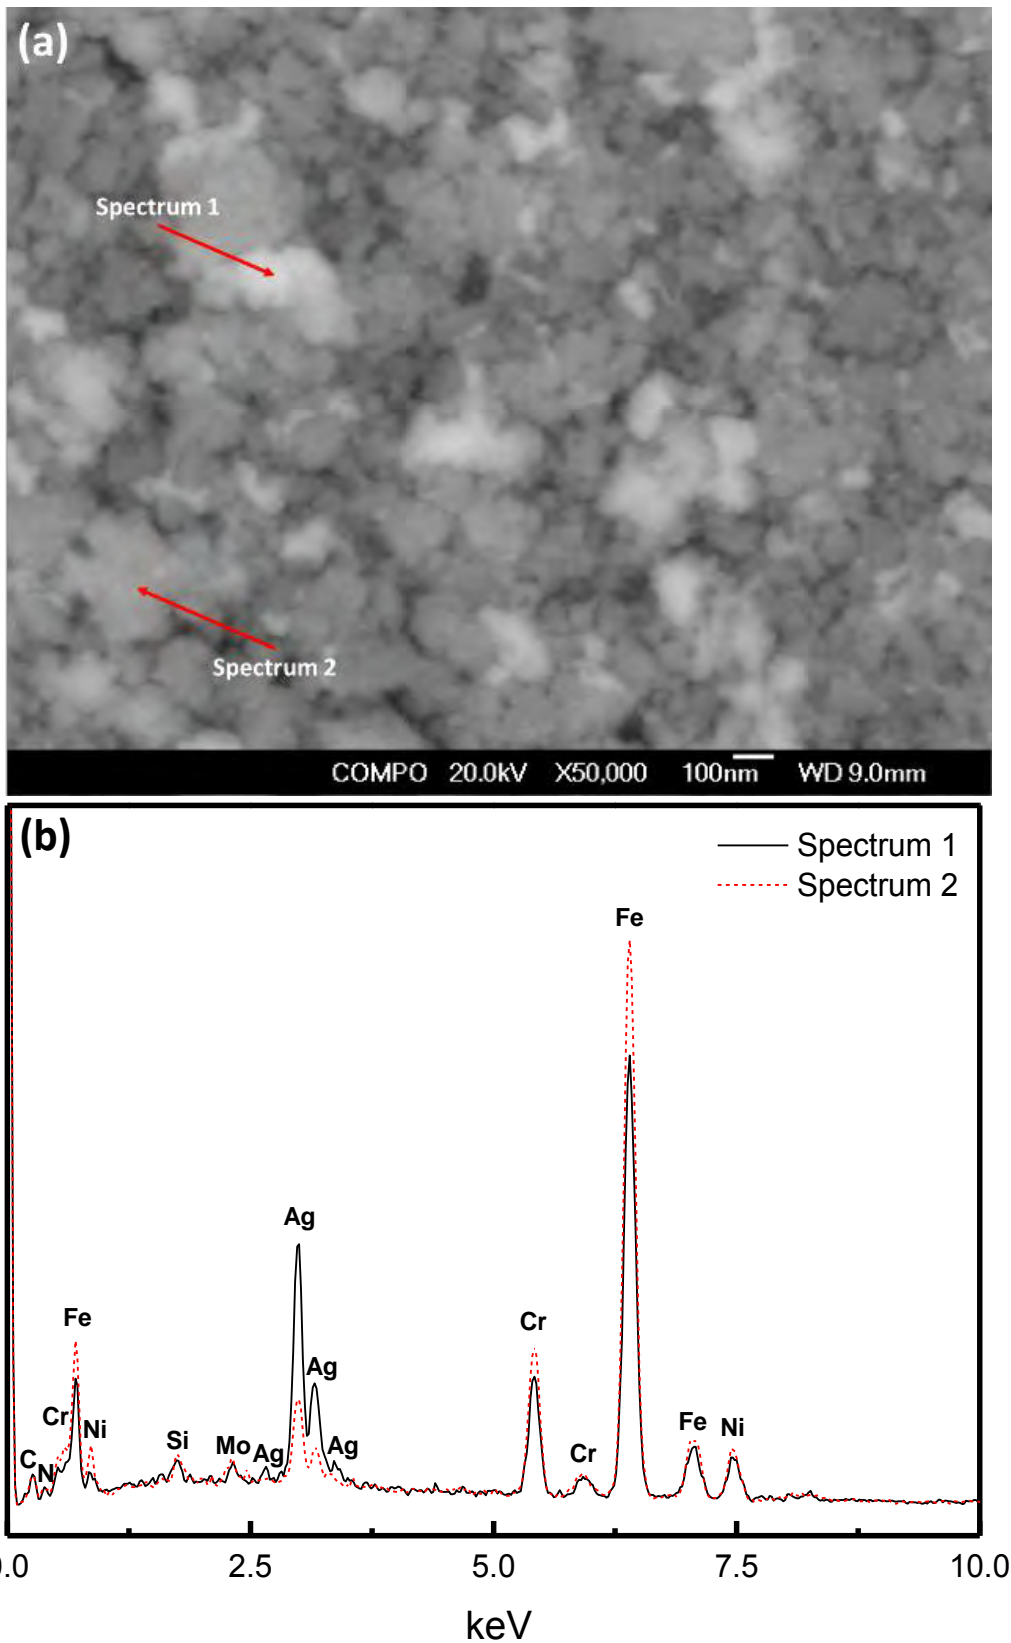 (a)
Spectrum 1
Spectrum 2
COMPO 20.0kV X50,000 100nm WD 9.0mm
(b)
Spectrum 1
Spectrum 2
Fe
Ag
Fe
Cr
Ag
Cr
Ni
Si
Mo
Ag
Ag
Cr
Fe
Ni
C
N
0.0 2.5 5.0 7.5 10.0
keV